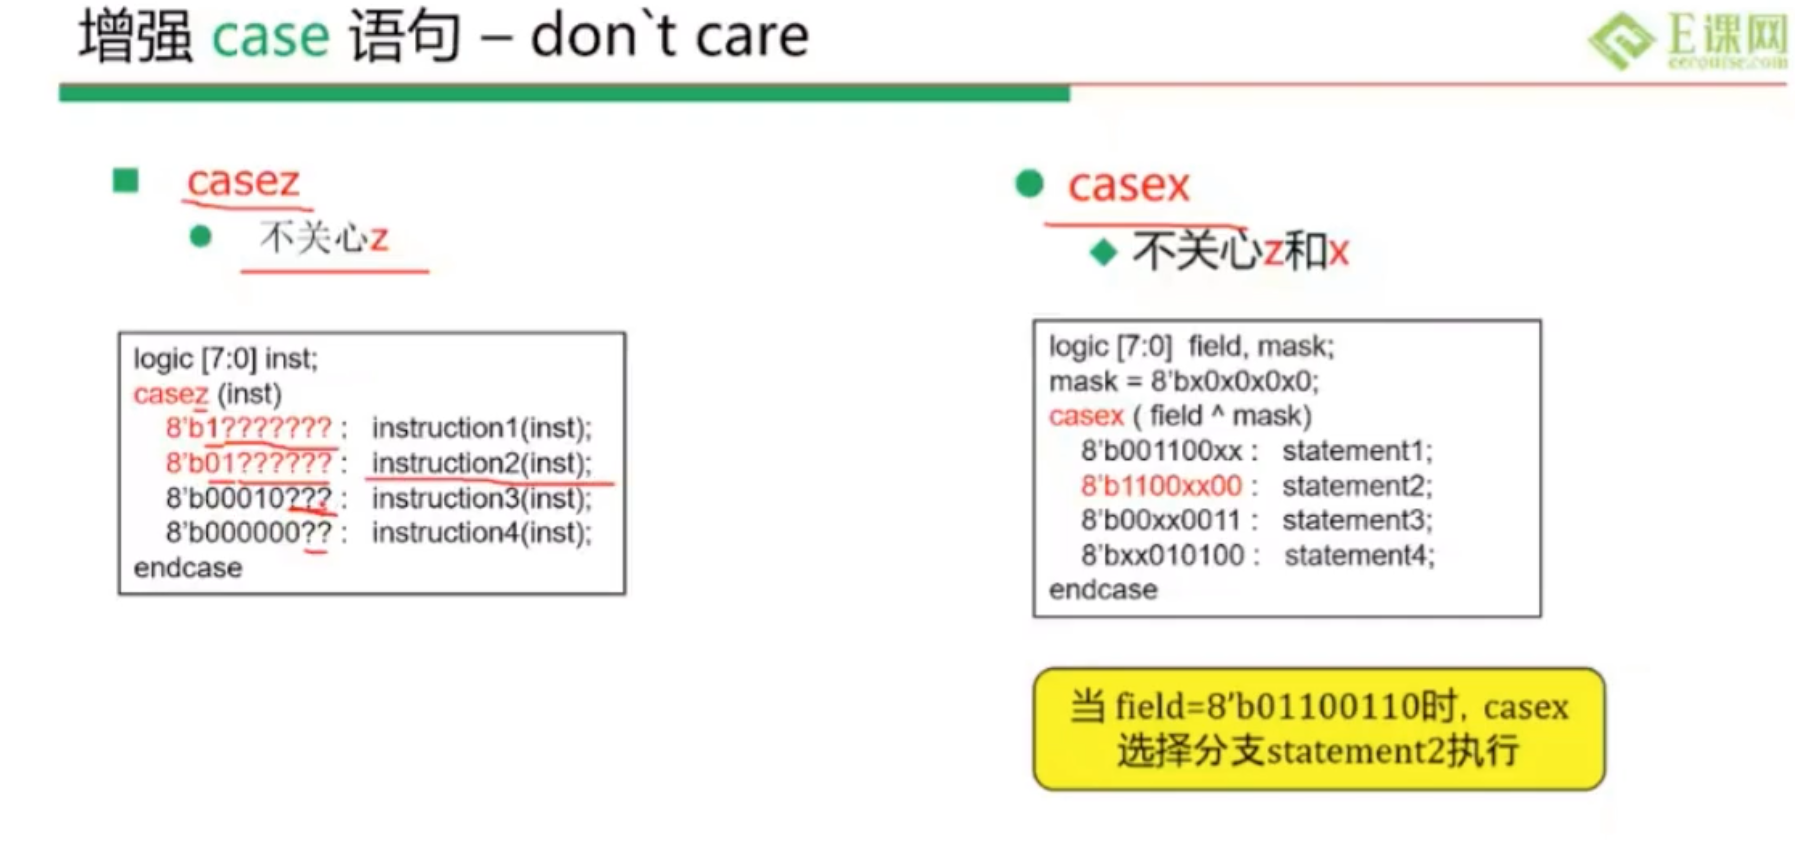 增强 case 语句 – don`t care
E课网
eecourse.com
casez
不关心z
logic [7:0] inst;
casez (inst)
8'b1??????? : instruction1(inst);
8'b01?????? : instruction2(inst);
8'b00010??? : instruction3(inst);
8'b000000?? : instruction4(inst);
endcase
casex
不关心z和x
logic [7:0] field, mask;
mask = 8'bx0x0x0x0;
casex ( field ^ mask)
8'b001100xx : statement1;
8'b1100xx00 : statement2;
8'b00xx0011 : statement3;
8'bxx010100 : statement4;
endcase
当 field=8'b01100110时, casex
选择分支statement2执行